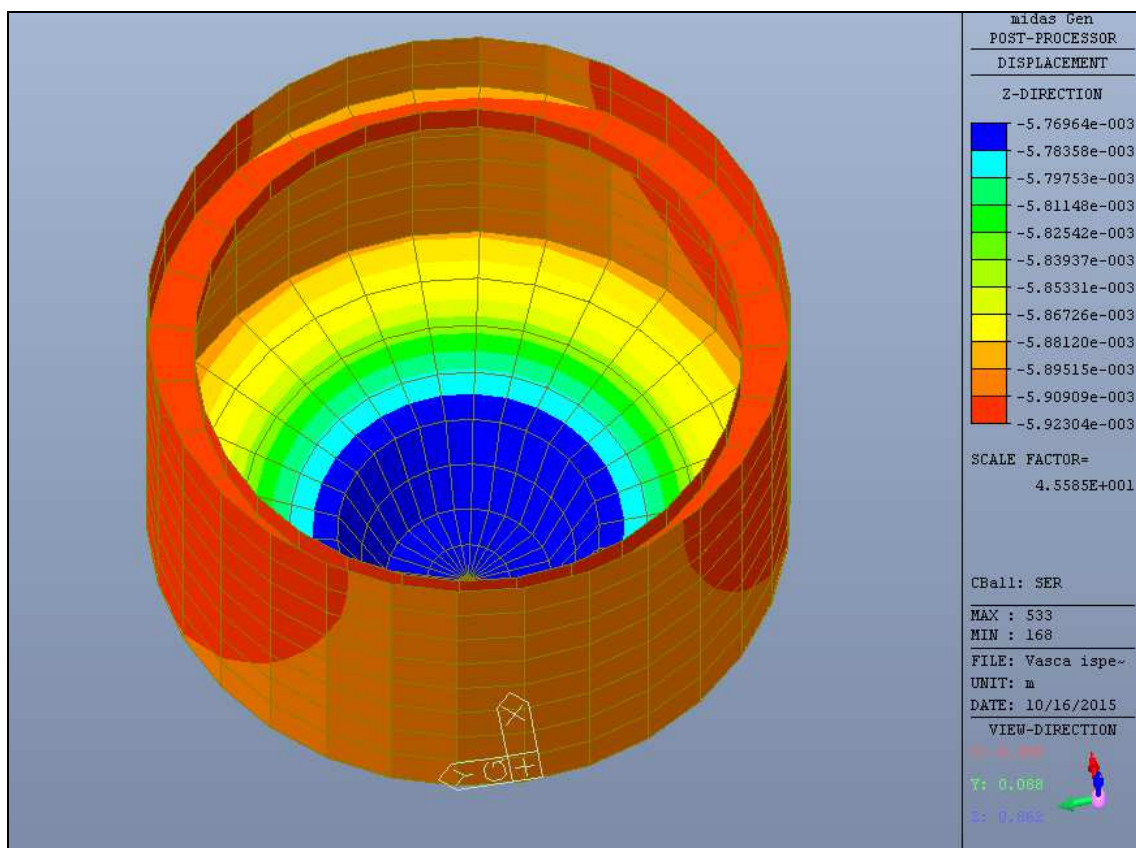 midas Gen
POST-PROCESSOR
DISPLACEMENT
Z-DIRECTION
-5.76964e-003
-5.78358e-003
-5.79753e-003
-5.81148e-003
-5.82542e-003
-5.83937e-003
-5.85331e-003
-5.86726e-003
-5.88120e-003
-5.89515e-003
-5.90909e-003
-5.92304e-003
SCALE FACTOR=
4.5585E+001
CBall: SER
MAX : 533
MIN : 168
FILE: Vasca ispe~
UNIT: m
DATE: 10/16/2015
VIEW-DIRECTION
Y: 0.088
Z: 0.862
X
Y G